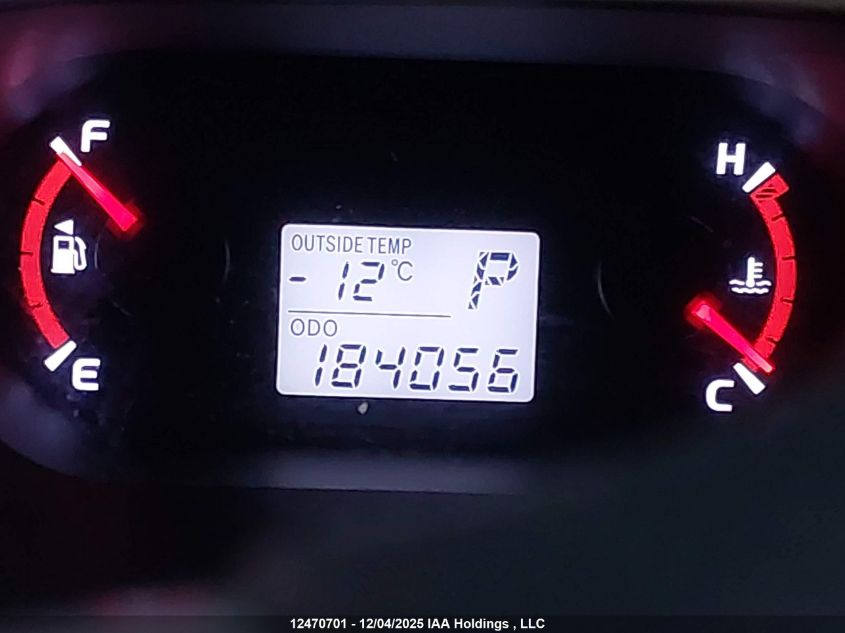 F
H
OUTSIDE TEMP
-12°C P
ODO
184056
E
C
12470701 - 12/04/2025 IAA Holdings , LLC